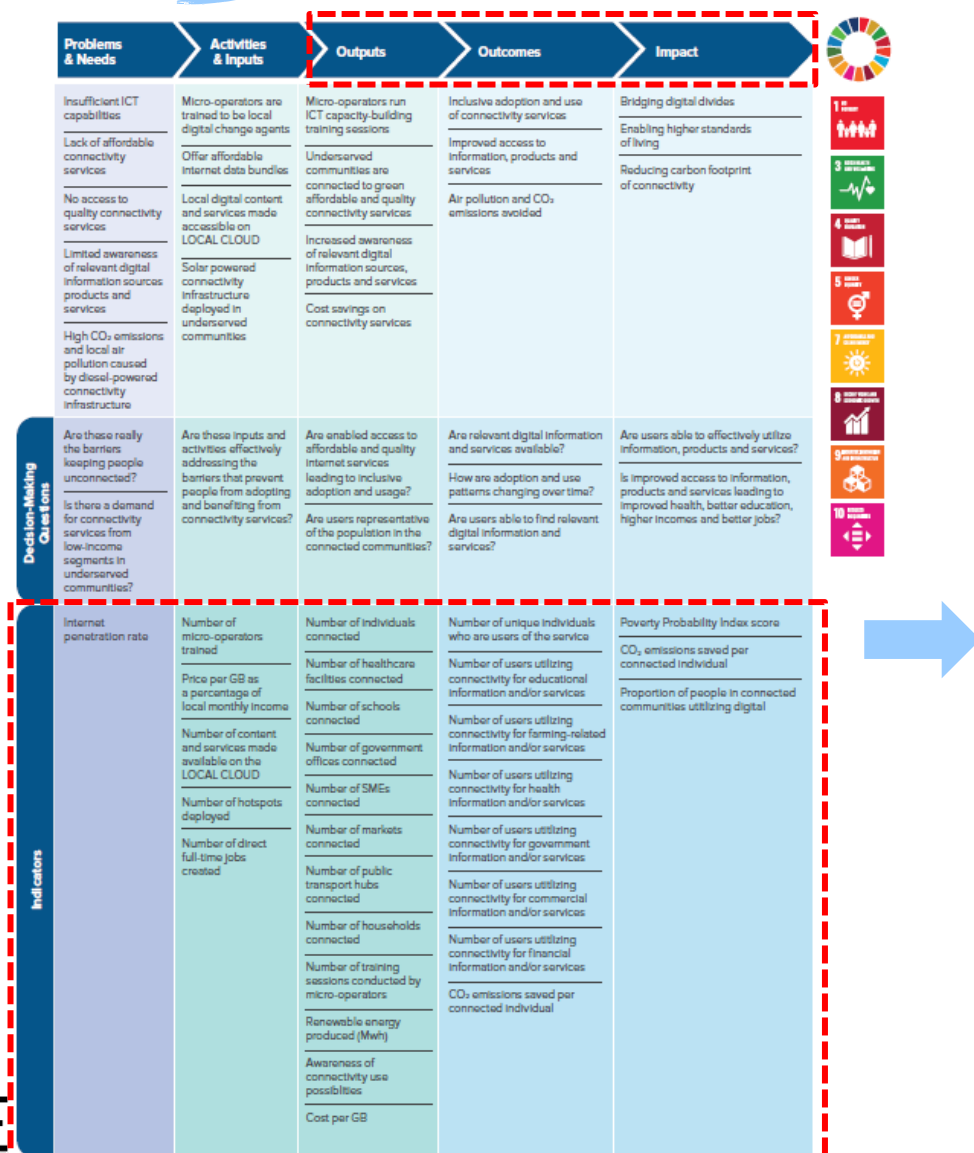 Problems
& Needs
Activities
& Inputs
Outputs
Outcomes
Impact
Insufficient ICT
capabilities
Lack of affordable
connectivity
services
No access to
quality connectivity
services
Limited awareness
of relevant digital
information sources
products and
services
High CO₂ emissions
and local air
pollution caused
by diesel-powered
connectivity
infrastructure
Micro-operators are
trained to be local
digital change agents
Offer affordable
Internet data bundles
Local digital content
and services made
accessible on
LOCAL CLOUD
Solar powered
connectivity
infrastructure
deployed in
underserved
communities
Micro-operators run
ICT capacity-building
training sessions
Underserved
communities are
connected to green
affordable and quality
connectivity services
Increased awareness
of relevant digital
information sources,
products and services
Cost savings on
connectivity services
Inclusive adoption and use
of connectivity services
Improved access to
information, products and
services
Air pollution and CO₂
emissions avoided
Bridging digital divides
Enabling higher standards
of living
Reducing carbon footprint
of connectivity
1
3
4
5
7
8
9
10
Decision-Making
Questions
Are these really
the barriers
keeping people
unconnected?
Is there a demand
for connectivity
services from
low-income
segments in
underserved
communities?
Are these inputs and
activities effectively
addressing the
barriers that prevent
people from adopting
and benefiting from
connectivity services?
Are enabled access to
affordable and quality
internet services
leading to inclusive
adoption and usage?
Are users representative
of the population in the
connected communities?
Are relevant digital information
and services available?
How are adoption and use
patterns changing over time?
Are users able to find relevant
digital information and
services?
Are users able to effectively utilize
information, products and services?
Is improved access to information,
products and services leading to
improved health, better education,
higher incomes and better jobs?
Indicators
Internet
penetration rate
Number of
micro-operators
trained
Price per GB as
a percentage of
local monthly income
Number of content
and services made
available on the
LOCAL CLOUD
Number of hotspots
deployed
Number of direct
full-time jobs
created
Number of individuals
connected
Number of healthcare
facilities connected
Number of schools
connected
Number of government
offices connected
Number of SMEs
connected
Number of markets
connected
Number of public
transport hubs
connected
Number of households
connected
Number of training
sessions conducted by
micro-operators
Renewable energy
produced (Mwh)
Awareness of
connectivity use
possiblities
Cost per GB
Number of unique individuals
who are users of the service
Number of users utilizing
connectivity for educational
information and/or services
Number of users utilizing
connectivity for farming-related
information and/or services
Number of users utilizing
connectivity for health
information and/or services
Number of users utitlizing
connectivity for government
information and/or services
Number of users utilizing
connectivity for commercial
information and/or services
Number of users utitlizing
connectivity for financial
information and/or services
CO₂ emissions saved per
connected individual
Poverty Probability Index score
CO₂ emissions saved per
connected individual
Proportion of people in connected
communities utitlizing digital